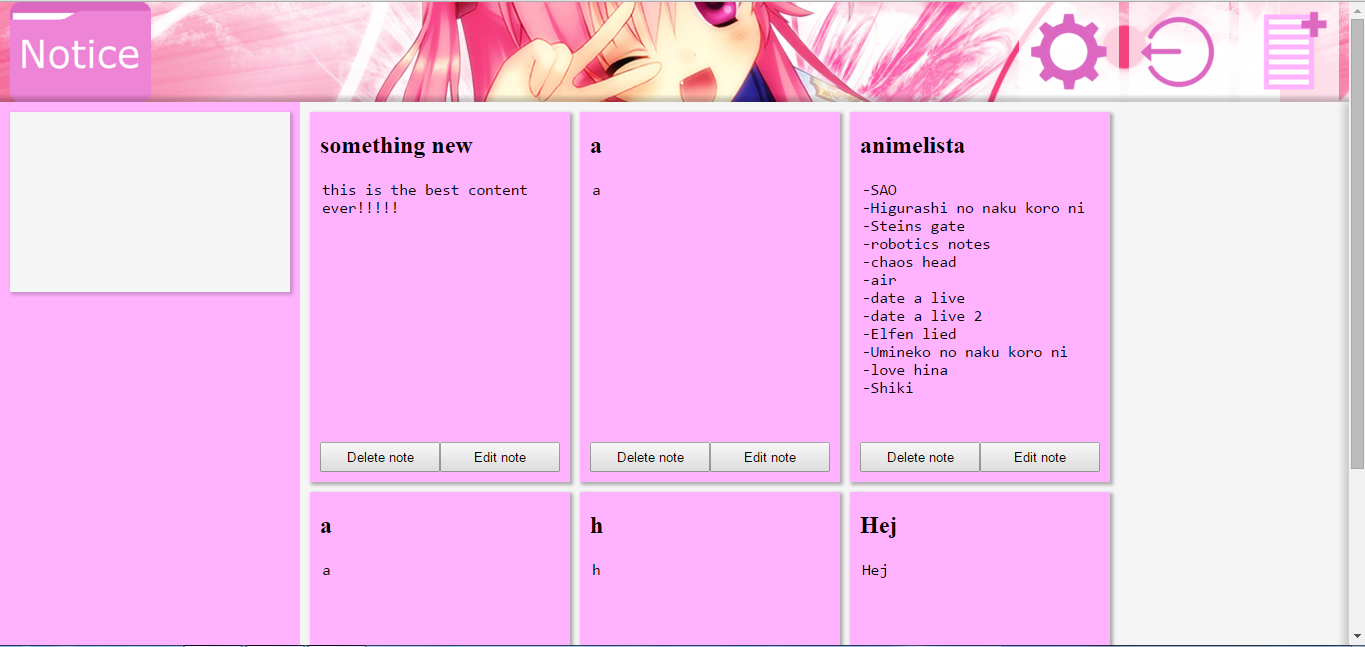 Notice
something new
this is the best content
ever!!!!!
Delete note
Edit note
a
a
Delete note
Edit note
animelista
-SAO
-Higurashi no naku koro ni
-Steins gate
-robotics notes
-chaos head
-air
-date a live
-date a live 2
-Elfen lied
-Umineko no naku koro ni
-love hina
-Shiki
Delete note
Edit note
a
a
h
h
Hej
Hej